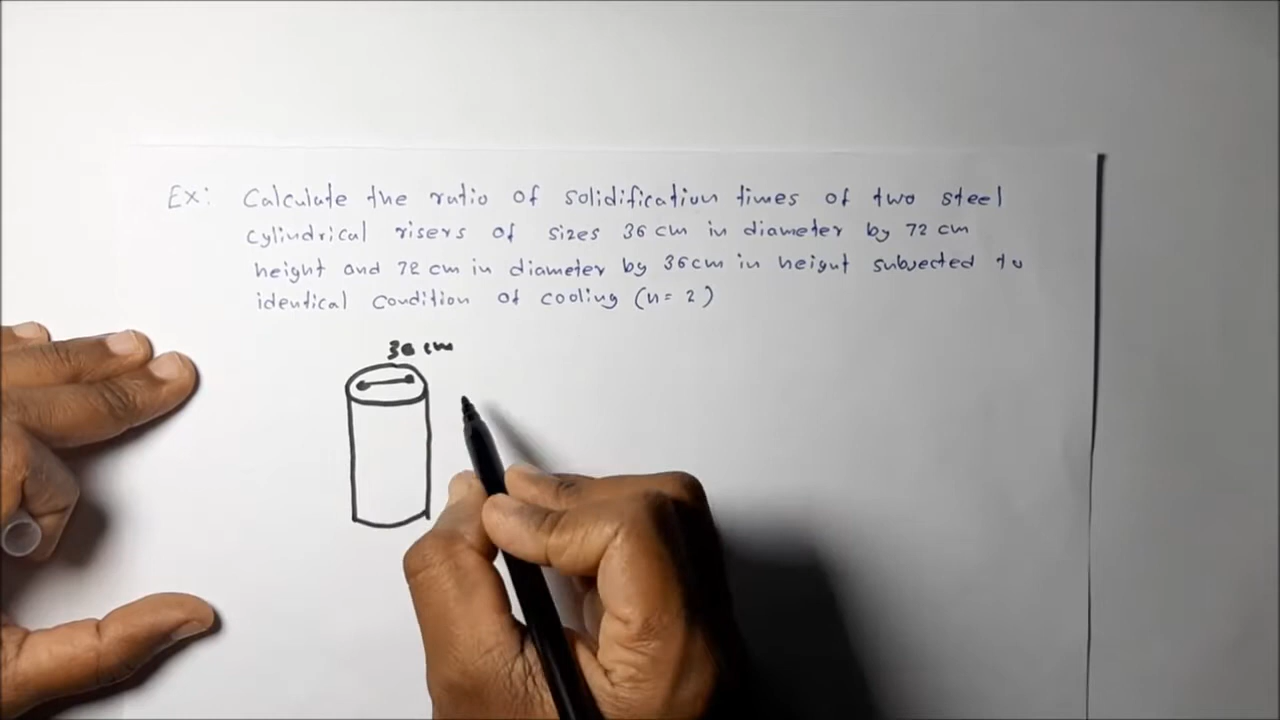 Ex: Calculate the ratio of solidification times of two steel
cylindrical risers of sizes 36 cm in diameter by 72 cm
height and 72 cm in diameter by 36cm in height subjected to
identical condition of cooling (n= 2)
36 cm